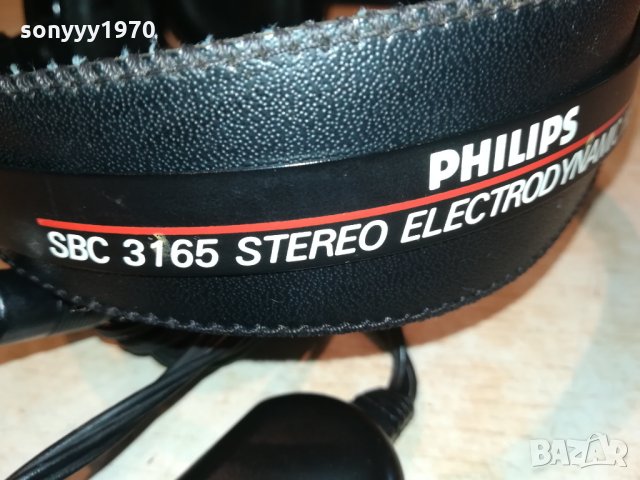 sonyyy1970
PHILIPS
SBC 3165 STEREO ELECTRODYNAMIC
BAZAR